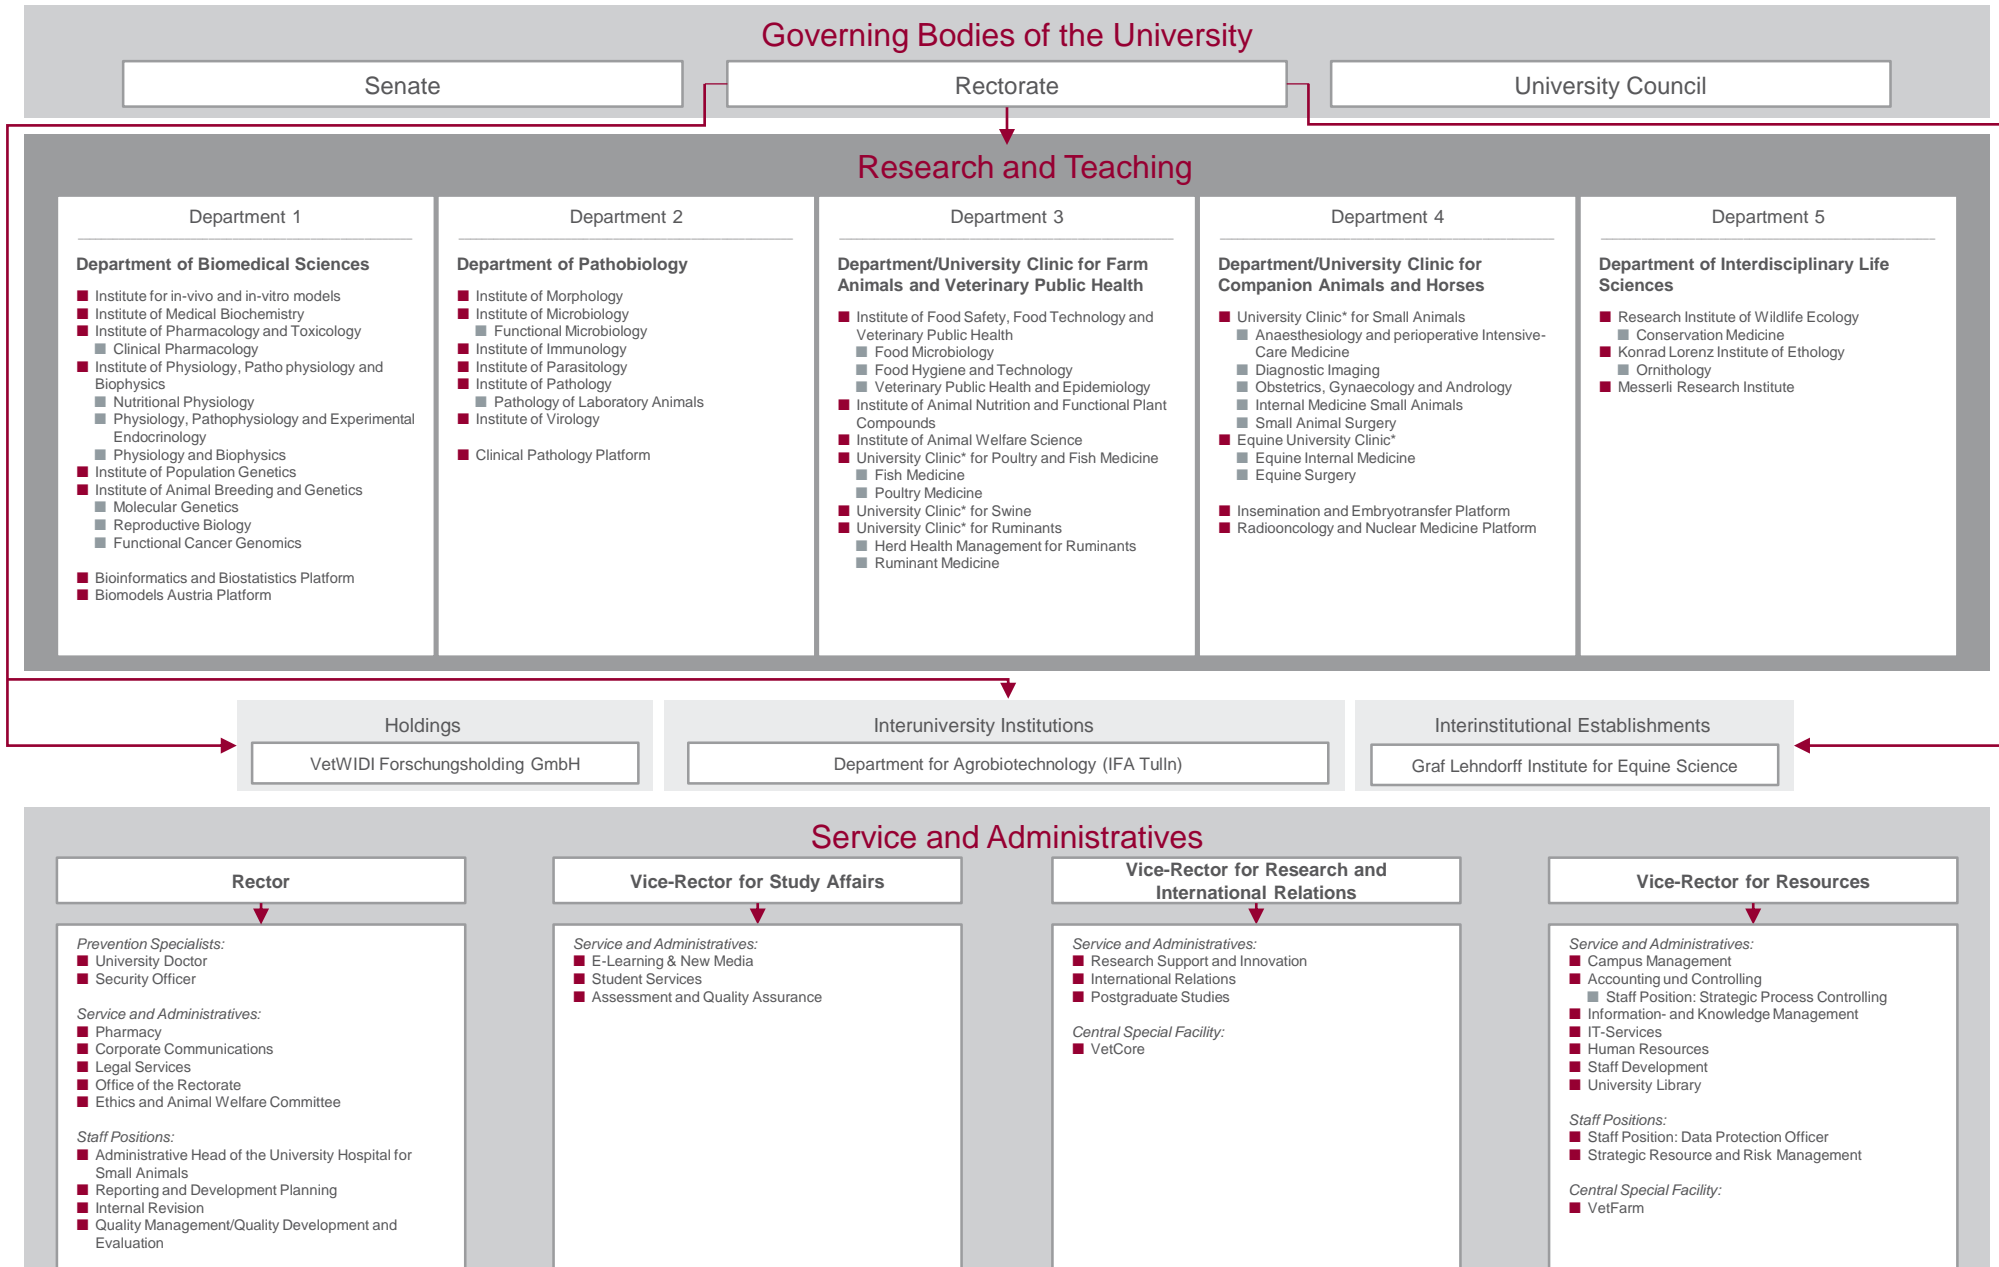 Governing Bodies of the University
Senate
Rectorate
University Council
Research and Teaching
Department 1
Department of Biomedical Sciences
Institute for in-vivo and in-vitro models
Institute of Medical Biochemistry
Institute of Pharmacology and Toxicology
Clinical Pharmacology
Institute of Physiology, Patho physiology and
Biophysics
Nutritional Physiology
Physiology, Pathophysiology and Experimental
Endocrinology
Physiology and Biophysics
Institute of Population Genetics
Institute of Animal Breeding and Genetics
Molecular Genetics
Reproductive Biology
Functional Cancer Genomics
Bioinformatics and Biostatistics Platform
Biomodels Austria Platform
Department 2
Department of Pathobiology
Institute of Morphology
Institute of Microbiology
Functional Microbiology
Institute of Immunology
Institute of Parasitology
Institute of Pathology
Pathology of Laboratory Animals
Institute of Virology
Clinical Pathology Platform
Department 3
Department/University Clinic for Farm
Animals and Veterinary Public Health
Institute of Food Safety, Food Technology and
Veterinary Public Health
Food Microbiology
Food Hygiene and Technology
Veterinary Public Health and Epidemiology
Institute of Animal Nutrition and Functional Plant
Compounds
Institute of Animal Welfare Science
University Clinic* for Poultry and Fish Medicine
Fish Medicine
Poultry Medicine
University Clinic* for Swine
University Clinic* for Ruminants
Herd Health Management for Ruminants
Ruminant Medicine
Department 4
Department/University Clinic for
Companion Animals and Horses
University Clinic* for Small Animals
Anaesthesiology and perioperative Intensive-
Care Medicine
Diagnostic Imaging
Obstetrics, Gynaecology and Andrology
Internal Medicine Small Animals
Small Animal Surgery
Equine University Clinic*
Equine Internal Medicine
Equine Surgery
Insemination and Embryotransfer Platform
Radiooncology and Nuclear Medicine Platform
Department 5
Department of Interdisciplinary Life
Sciences
Research Institute of Wildlife Ecology
Conservation Medicine
Konrad Lorenz Institute of Ethology
Ornithology
Messerli Research Institute
Holdings
VetWIDI Forschungsholding GmbH
Interuniversity Institutions
Department for Agrobiotechnology (IFA Tulln)
Interinstitutional Establishments
Graf Lehndorff Institute for Equine Science
Service and Administratives
Rector
Prevention Specialists:
University Doctor
Security Officer
Service and Administratives:
Pharmacy
Corporate Communications
Legal Services
Office of the Rectorate
Ethics and Animal Welfare Committee
Staff Positions:
Administrative Head of the University Hospital for
Small Animals
Reporting and Development Planning
Internal Revision
Quality Management/Quality Development and
Evaluation
Vice-Rector for Study Affairs
Service and Administratives:
E-Learning & New Media
Student Services
Assessment and Quality Assurance
Vice-Rector for Research and
International Relations
Service and Administratives:
Research Support and Innovation
International Relations
Postgraduate Studies
Central Special Facility:
VetCore
Vice-Rector for Resources
Service and Administratives:
Campus Management
Accounting und Controlling
Staff Position: Strategic Process Controlling
Information- and Knowledge Management
IT-Services
Human Resources
Staff Development
University Library
Staff Positions:
Staff Position: Data Protection Officer
Strategic Resource and Risk Management
Central Special Facility:
VetFarm